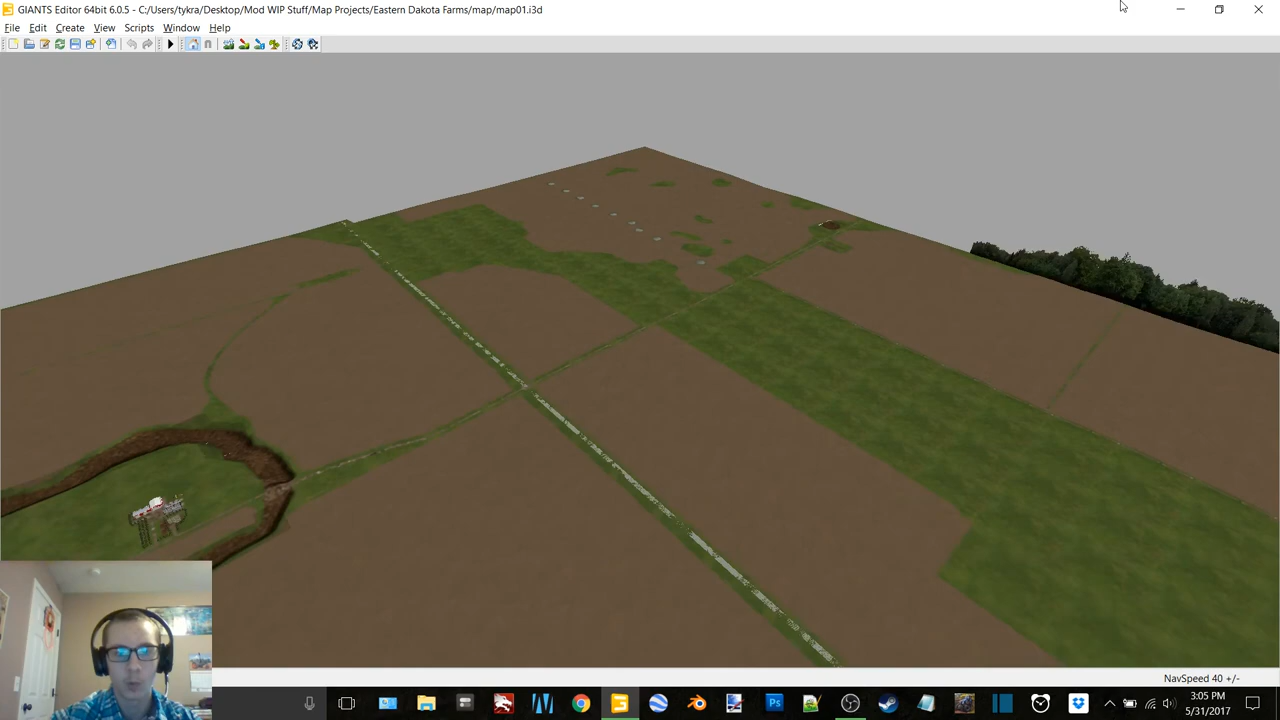 GIANTS Editor 64bit 6.0.5 - C:/Users/tykra/Desktop/Mod WIP Stuff/Map Projects/Eastern Dakota Farms/map/map01.i3d
File Edit Create View Scripts Window Help
NavSpeed 40 +/-
Ps
3:05 PM
5/31/2017